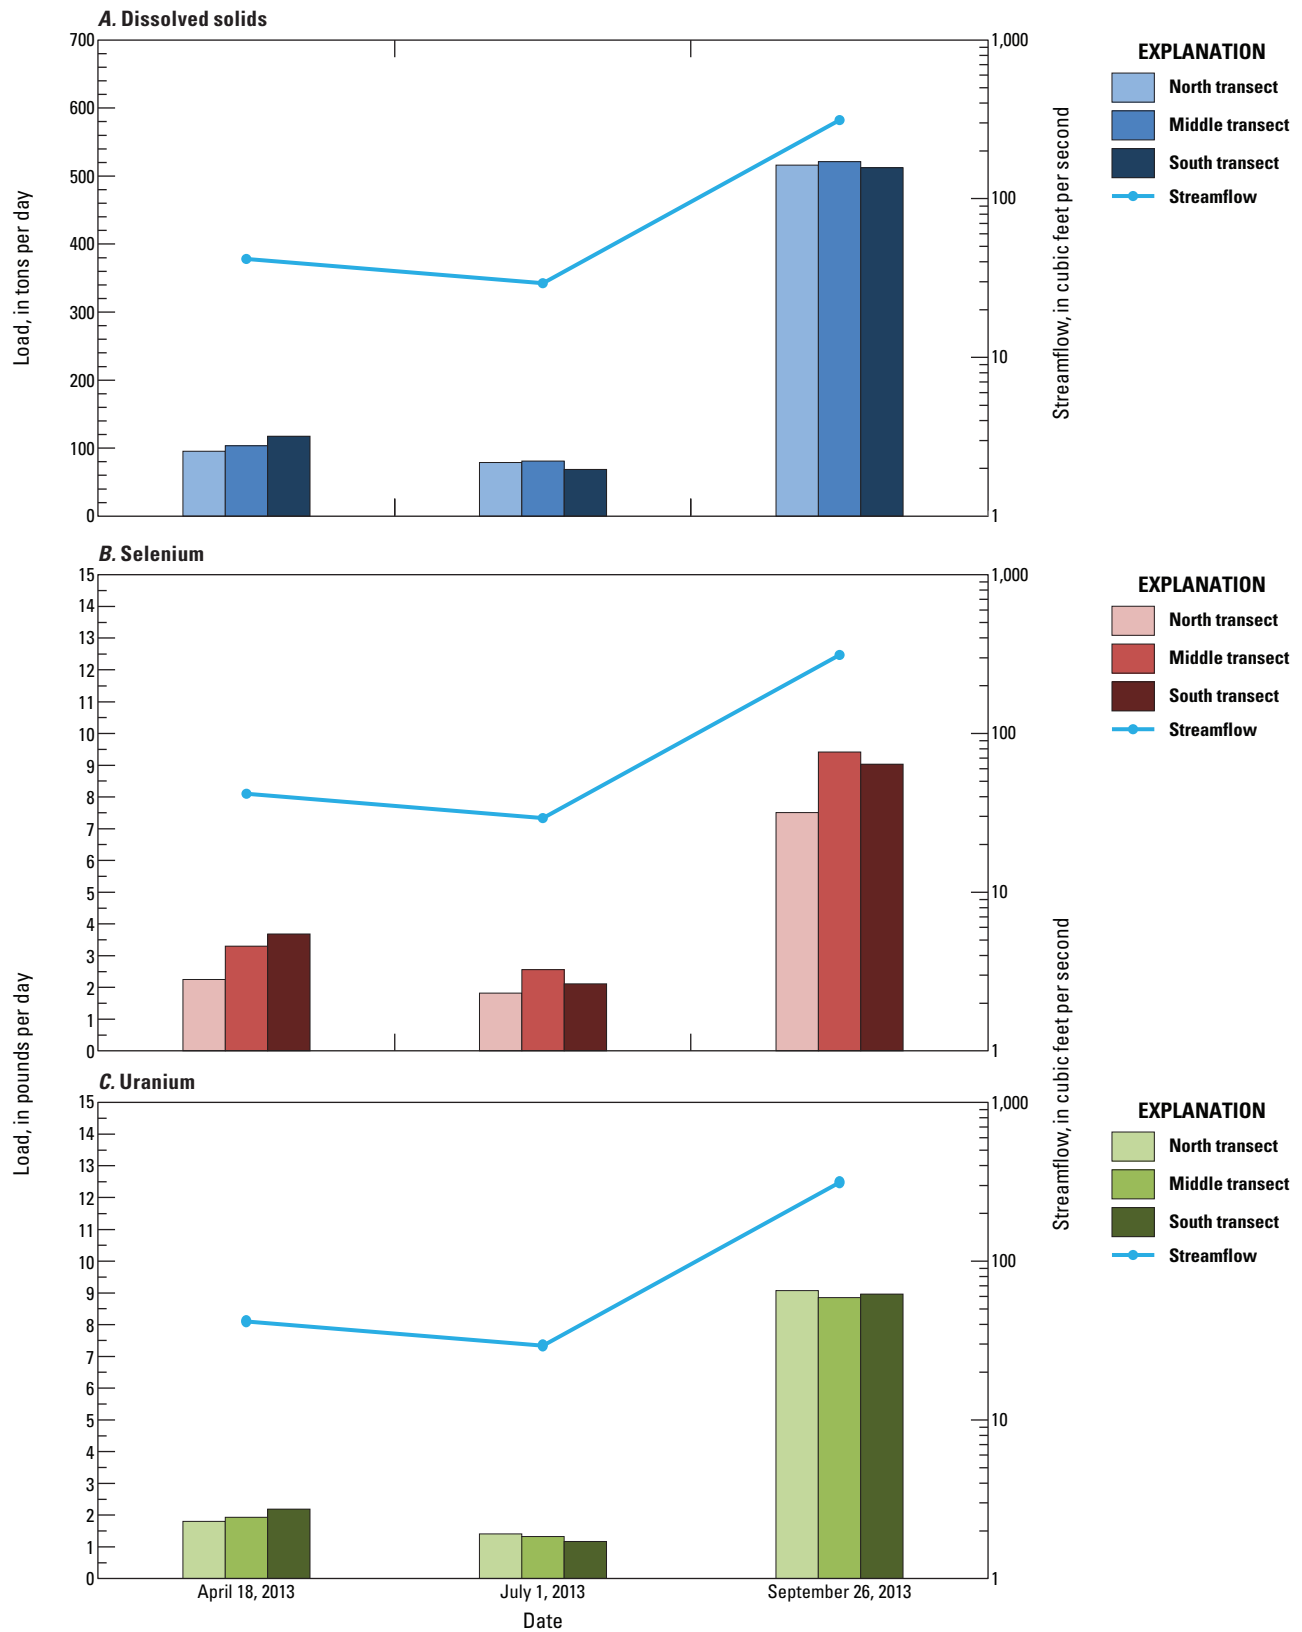 A. Dissolved solids
700
600
500
400
300
200
100
0
Load, in tons per day
1,000
100
10
1
Streamflow, in cubic feet per second
EXPLANATION
North transect
Middle transect
South transect
Streamflow
B. Selenium
15
14
13
12
11
10
9
8
7
6
5
4
3
2
1
0
1,000
100
10
1
EXPLANATION
North transect
Middle transect
South transect
Streamflow
Load, in pounds per day
Streamflow, in cubic feet per second
C. Uranium
15
14
13
12
11
10
9
8
7
6
5
4
3
2
1
0
1,000
100
10
1
EXPLANATION
North transect
Middle transect
South transect
Streamflow
April 18, 2013
July 1, 2013
September 26, 2013
Date